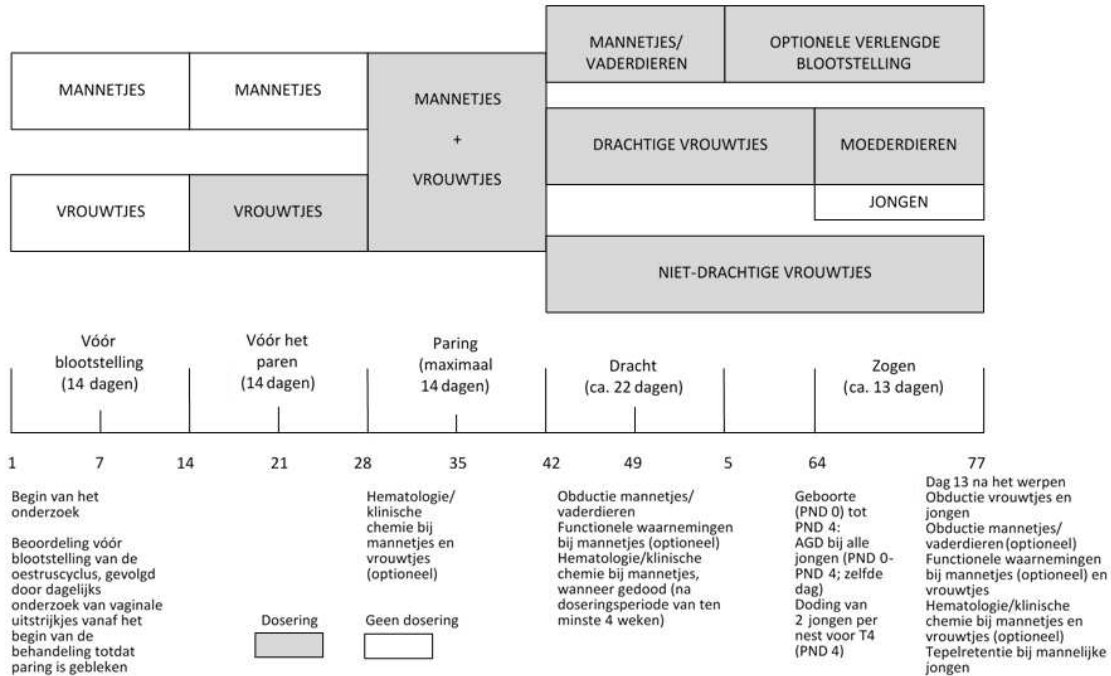 MANNETJES/
VADERDIEREN
OPTIONELE VERLENGDE
BLOOTSTELLING
MANNETJES
MANNETJES
MANNETJES
+
VROUWTJES
DRACHTIGE VROUWTJES
MOEDERDIEREN
VROUWTJES
VROUWTJES
JONGEN
NIET-DRACHTIGE VROUWTJES
Vóór
blootstelling
(14 dagen)
Vóór het
paren
(14 dagen)
Paring
(maximaal
14 dagen)
Dracht
(ca. 22 dagen)
Zogen
(ca. 13 dagen)
1 7 14 21 28 35 42 49 5 64 77
Begin van het
onderzoek
Beoordeling vóór
blootstelling van de
oestruscyclus, gevolgd
door dagelijks
onderzoek van vaginale
uitstrijkjes vanaf het
begin van de
behandeling totdat
paring is gebleken
Hematologie/
klinische
chemie bij
mannetjes en
vrouwtjes
(optioneel)
Obductie mannetjes/
vaderdieren
Functionele waarnemingen
bij mannetjes (optioneel)
Hematologie/klinische
chemie bij mannetjes,
wanneer gedood (na
doseringsperiode van ten
minste 4 weken)
Geboorte
(PND 0) tot
PND 4:
AGD bij alle
jongen (PND 0-
PND 4; zelfde
dag)
Doding van
2 jongen per
nest voor T4
(PND 4)
Dag 13 na het werpen
Obductie vrouwtjes en
jongen
Obductie mannetjes/
vaderdieren (optioneel)
Functionele waarnemingen
bij mannetjes (optioneel) en
vrouwtjes
Hematologie/klinische
chemie bij mannetjes en
vrouwtjes (optioneel)
Tepelretentie bij mannelijke
jongen
Dosering
Geen dosering